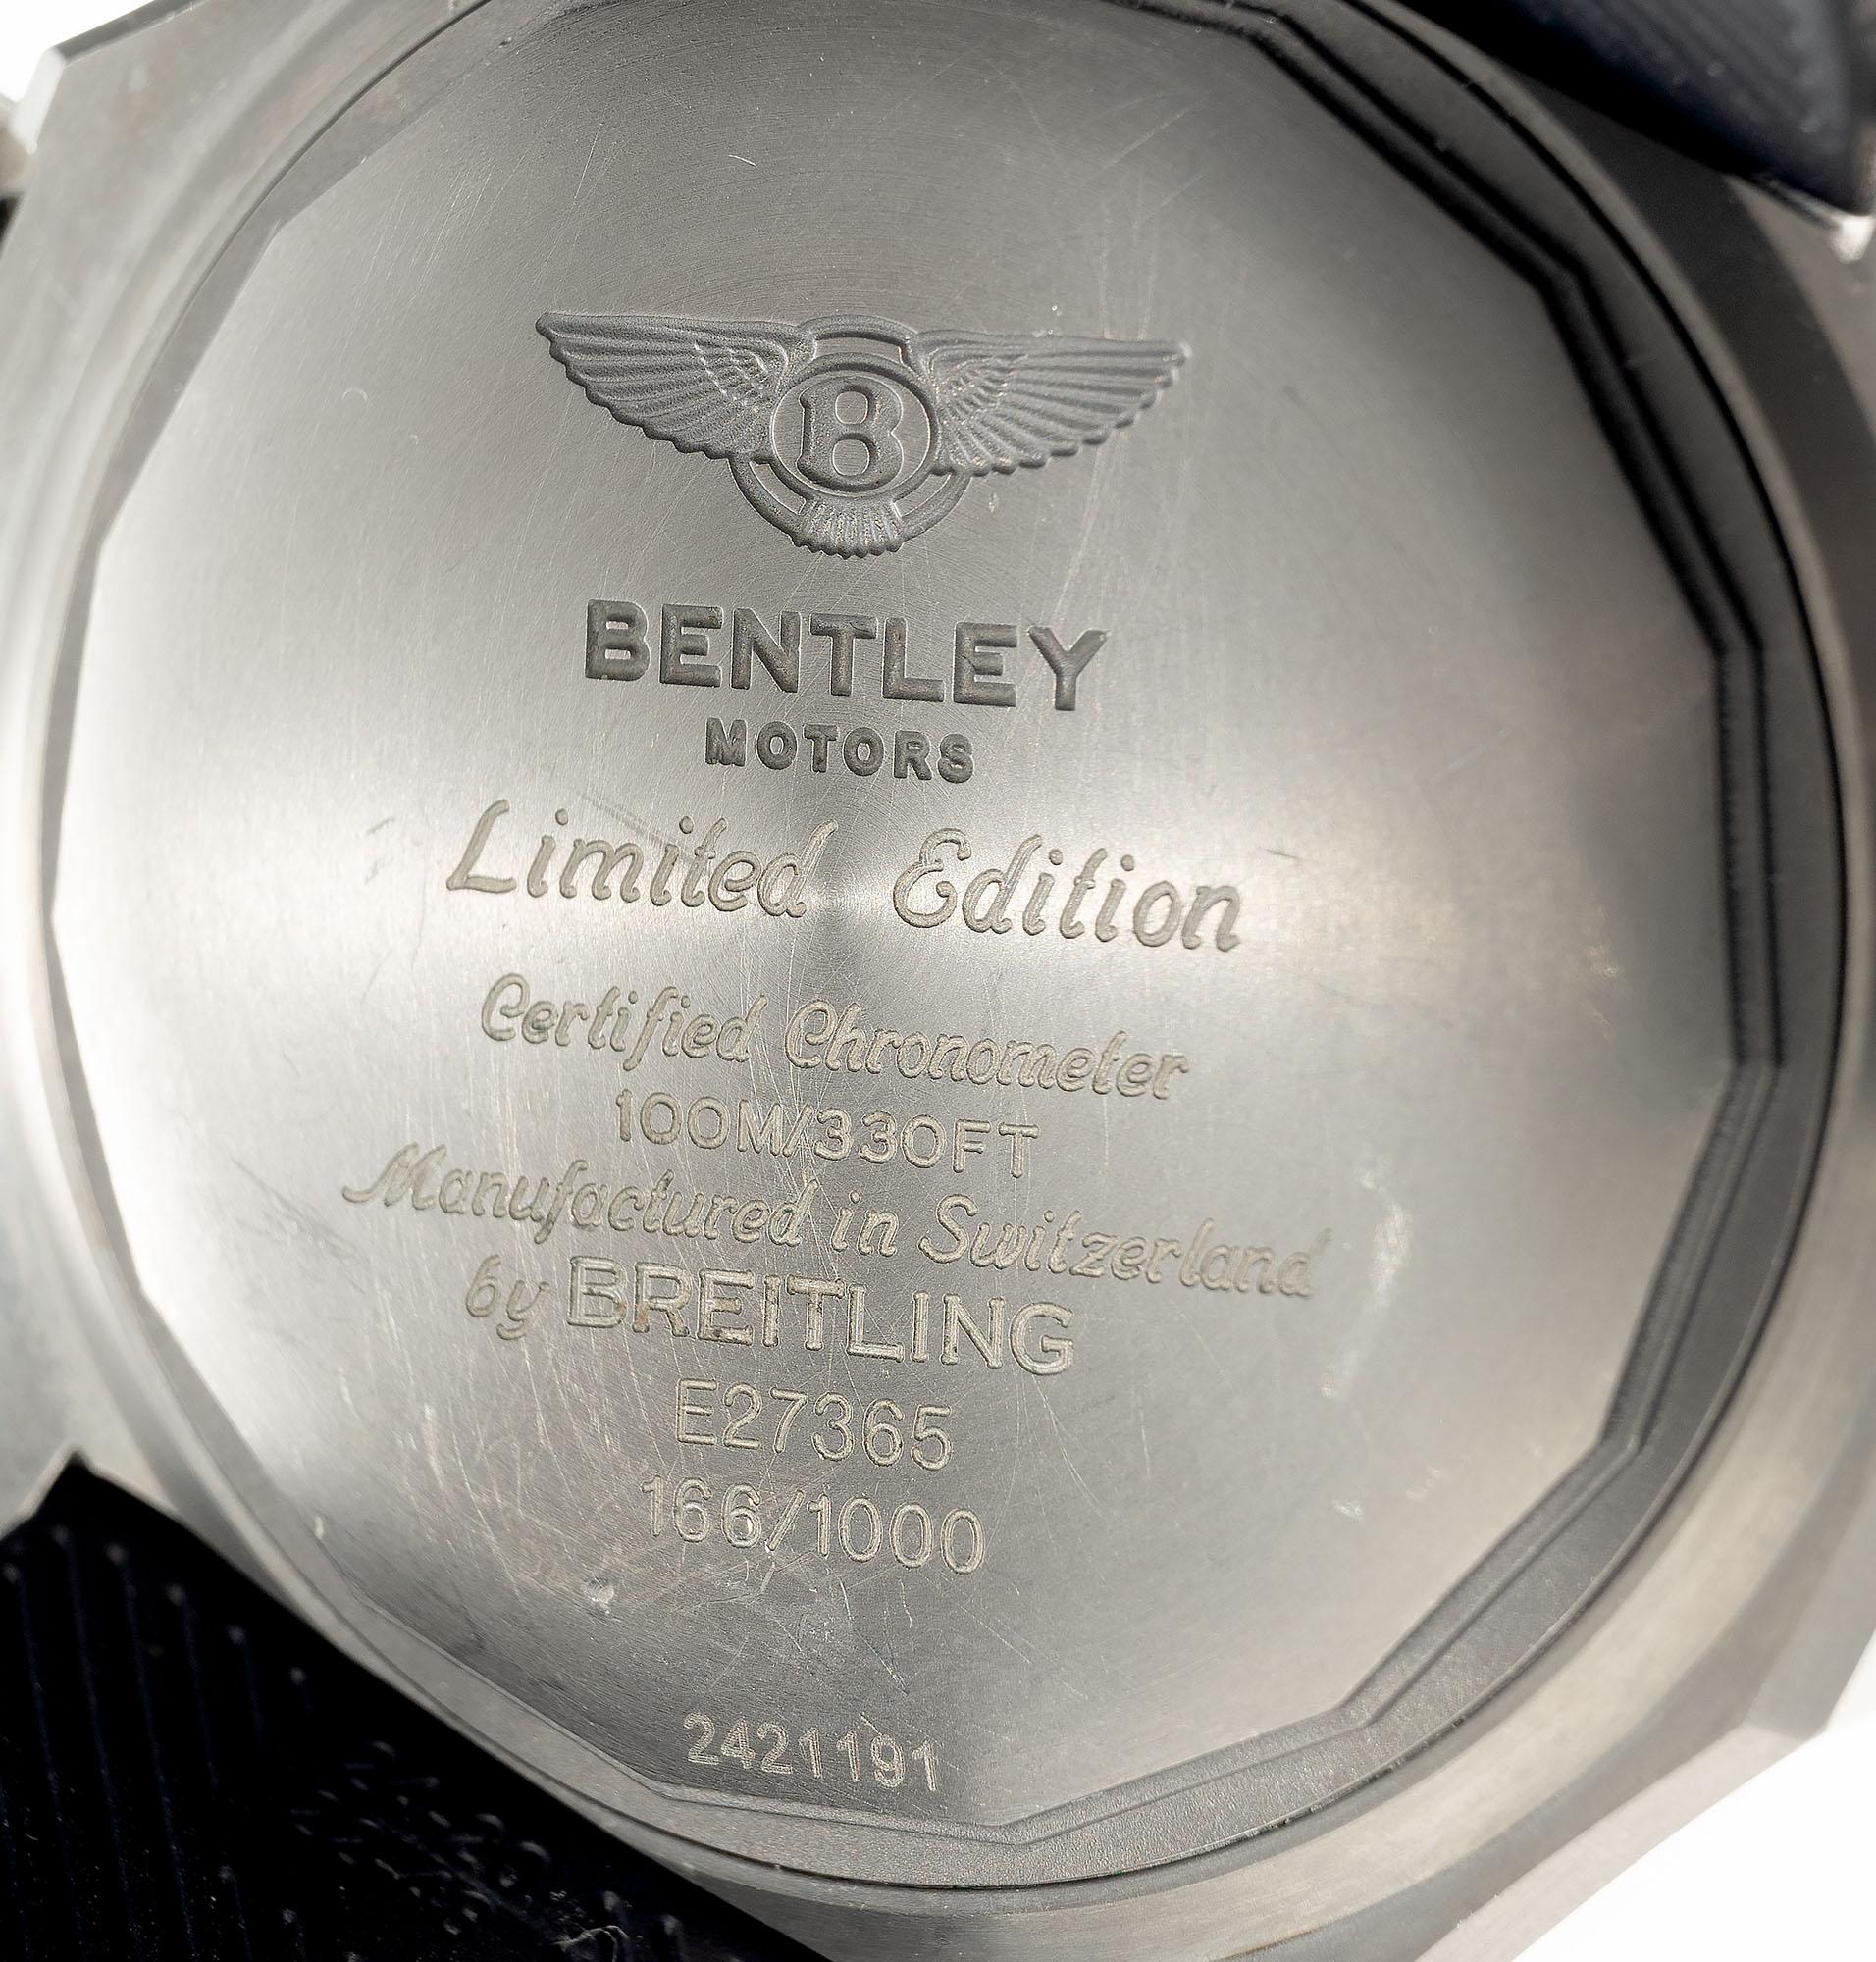 B
BENTLEY
MOTORS
Limited Edition
Certified Chronometer
100M/330FT
Manufactured in Switzerland
by BREITLING
E27365
166/1000
2421191